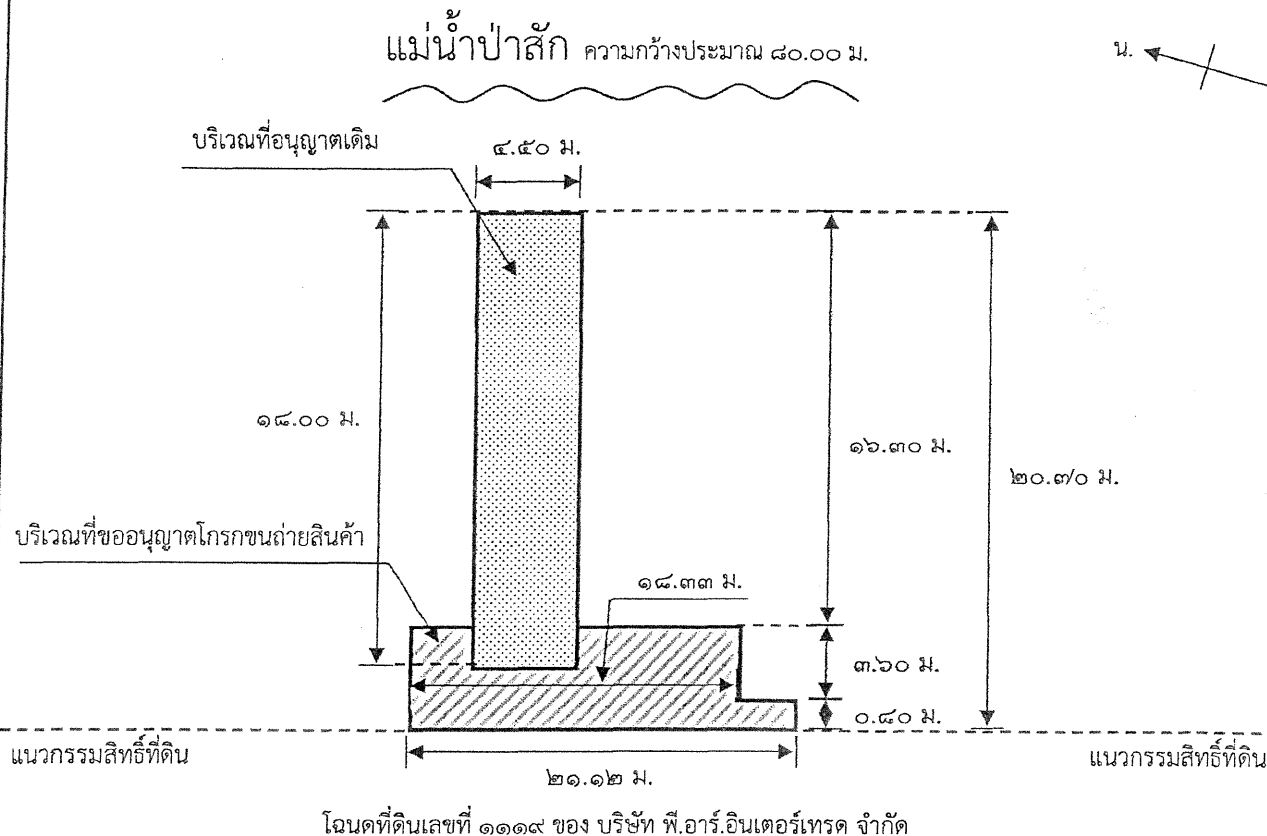 แม่น้ำป่าสัก ความกว้างประมาณ ๘๐.๐๐ ม.
น.
บริเวณที่อนุญาตเดิม
๔.๕๐ ม.
๑๘.๐๐ ม.
๑๖.๓๐ ม.
๒๐.๗๐ ม.
บริเวณที่ขออนุญาตโกรกขนถ่ายสินค้า
๑๘.๓๓ ม.
๓.๖๐ ม.
๐.๘๐ ม.
แนวกรรมสิทธิ์ที่ดิน
แนวกรรมสิทธิ์ที่ดิน
๒๑.๑๒ ม.
โฉนดที่ดินเลขที่ ๑๑๑๙ ของ บริษัท พี.อาร์.อินเตอร์เทรด จำกัด